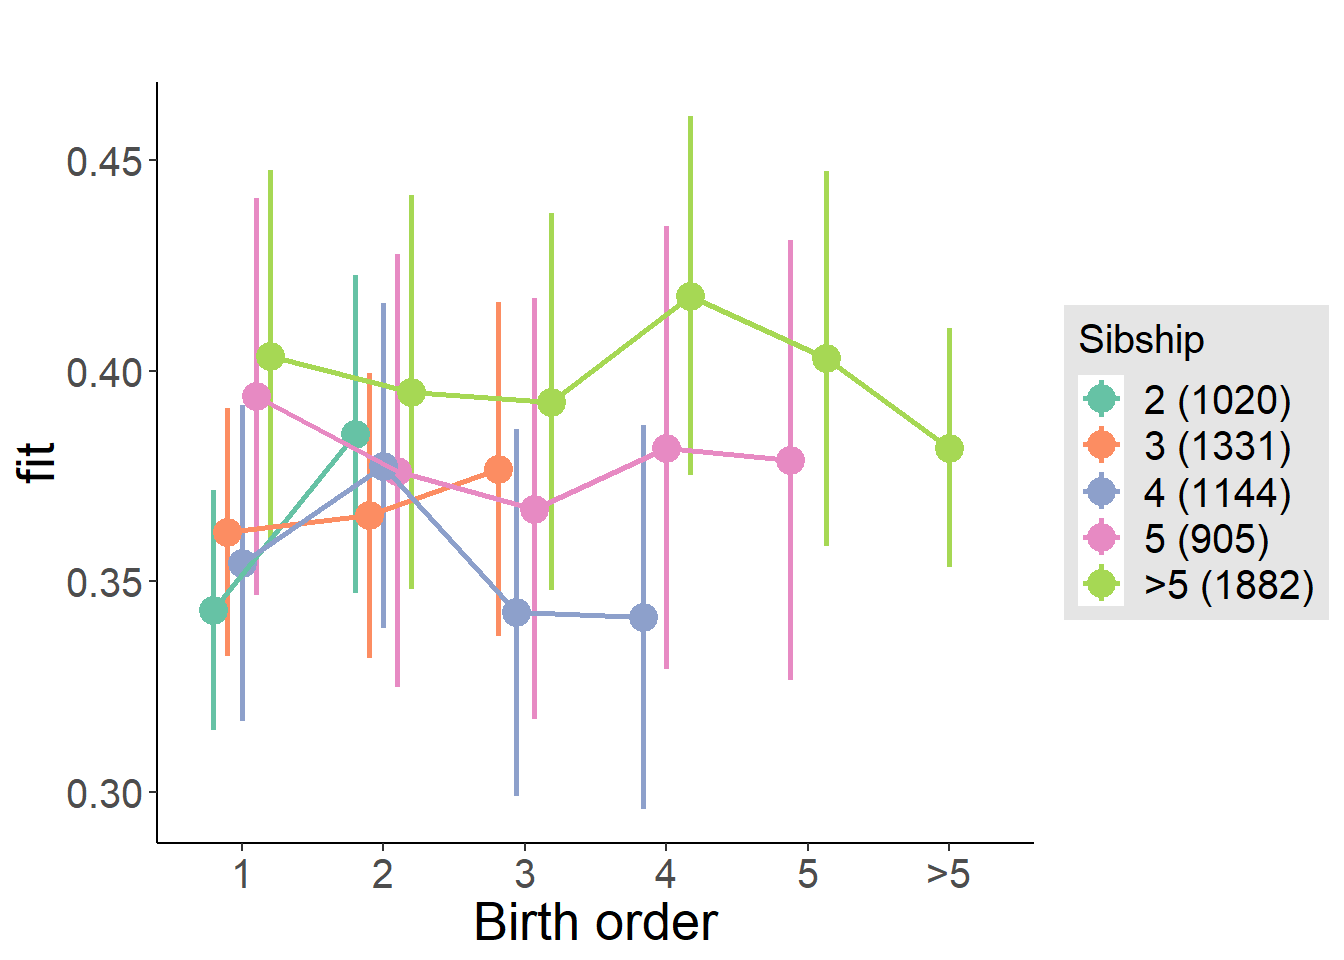 0.45
0.40
0.35
0.30
fit
1 2 3 4 5 >5
Birth order
Sibship
2 (1020)
3 (1331)
4 (1144)
5 (905)
>5 (1882)